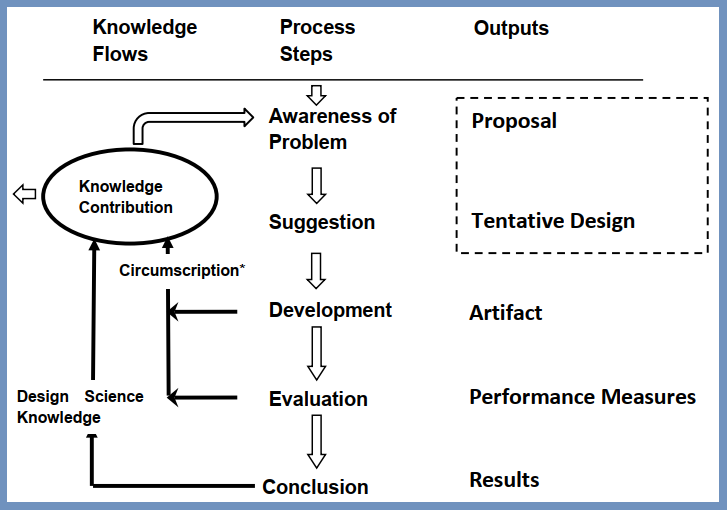 Knowledge
Flows
Process
Steps
Outputs
Awareness of
Problem
Proposal
Knowledge
Contribution
Suggestion
Tentative Design
Circumscription*
Development
Artifact
Design Science
Knowledge
Evaluation
Performance Measures
Conclusion
Results